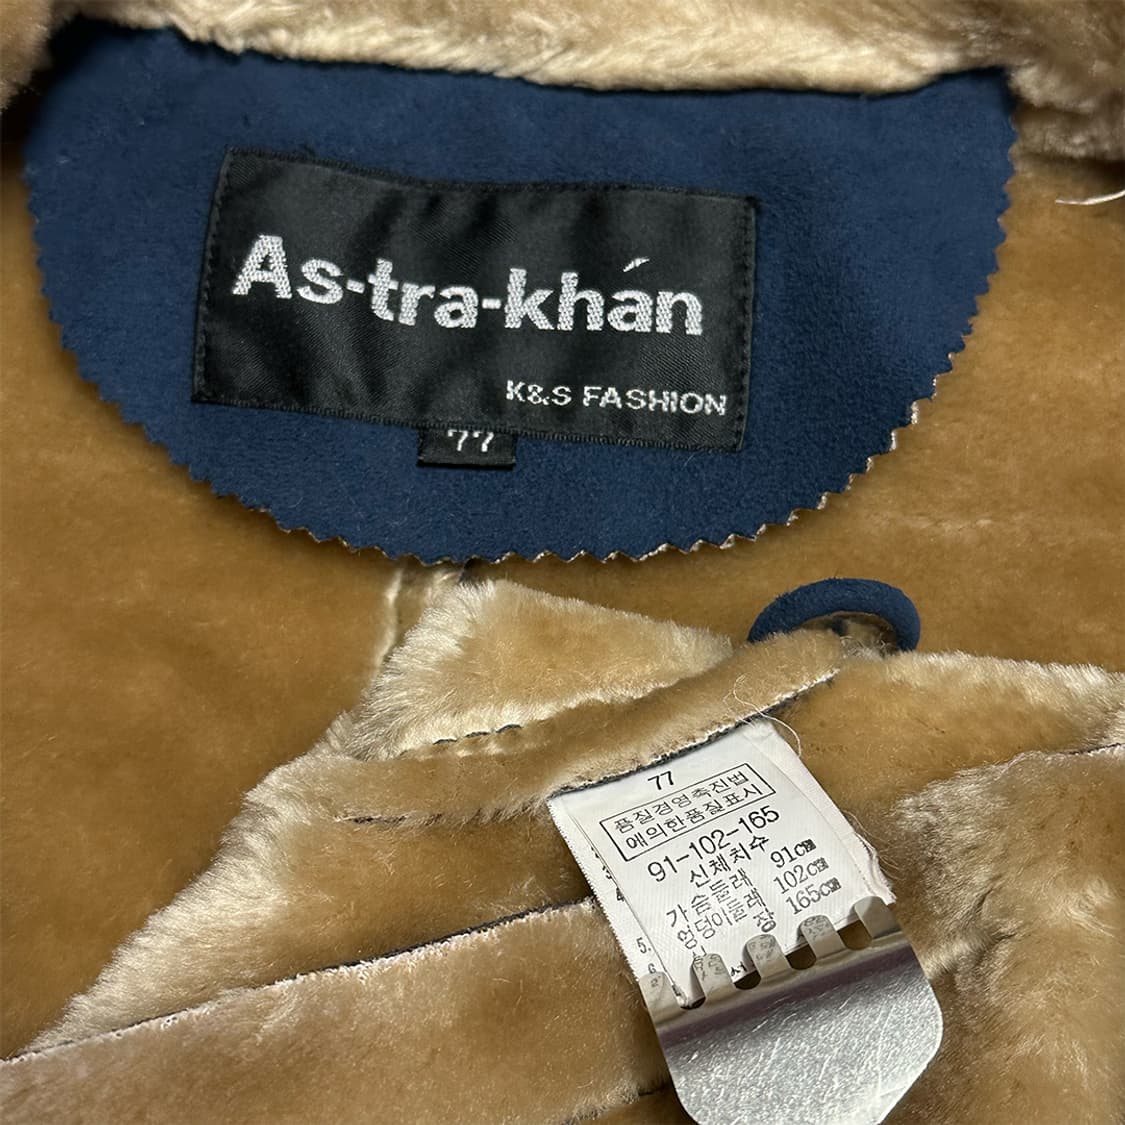 As-tra-khán
K&S FASHION
77
77
품질경영촉진법
에의한품질표시
91-102-165
신체치수
가슴둘레 91cm
엉덩이둘레 102cm
장 165cm
5.